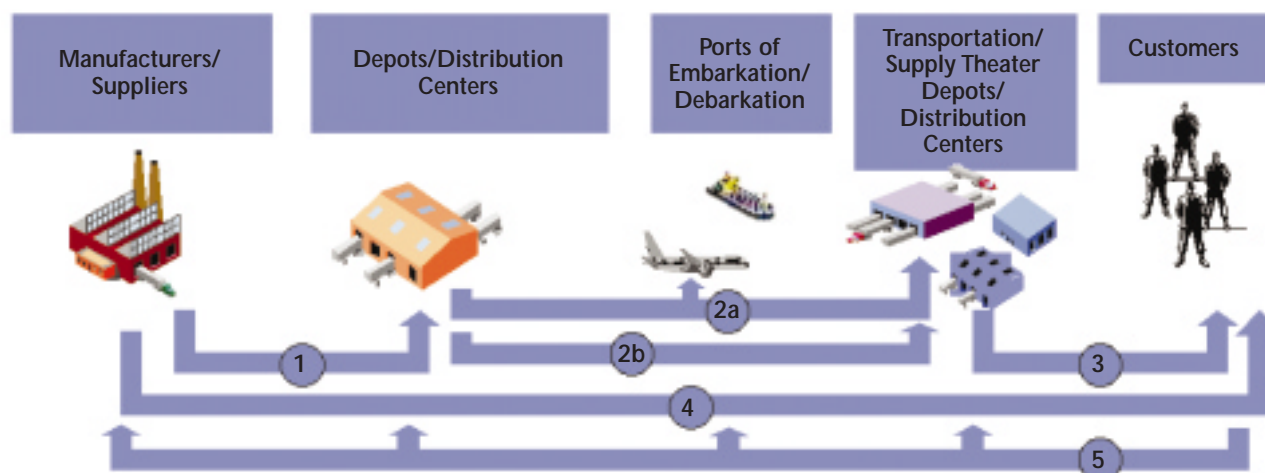 Manufacturers/
Suppliers
Depots/Distribution
Centers
Ports of
Embarkation/
Debarkation
Transportation/
Supply Theater
Depots/
Distribution
Centers
Customers
1
2a
2b
3
4
5